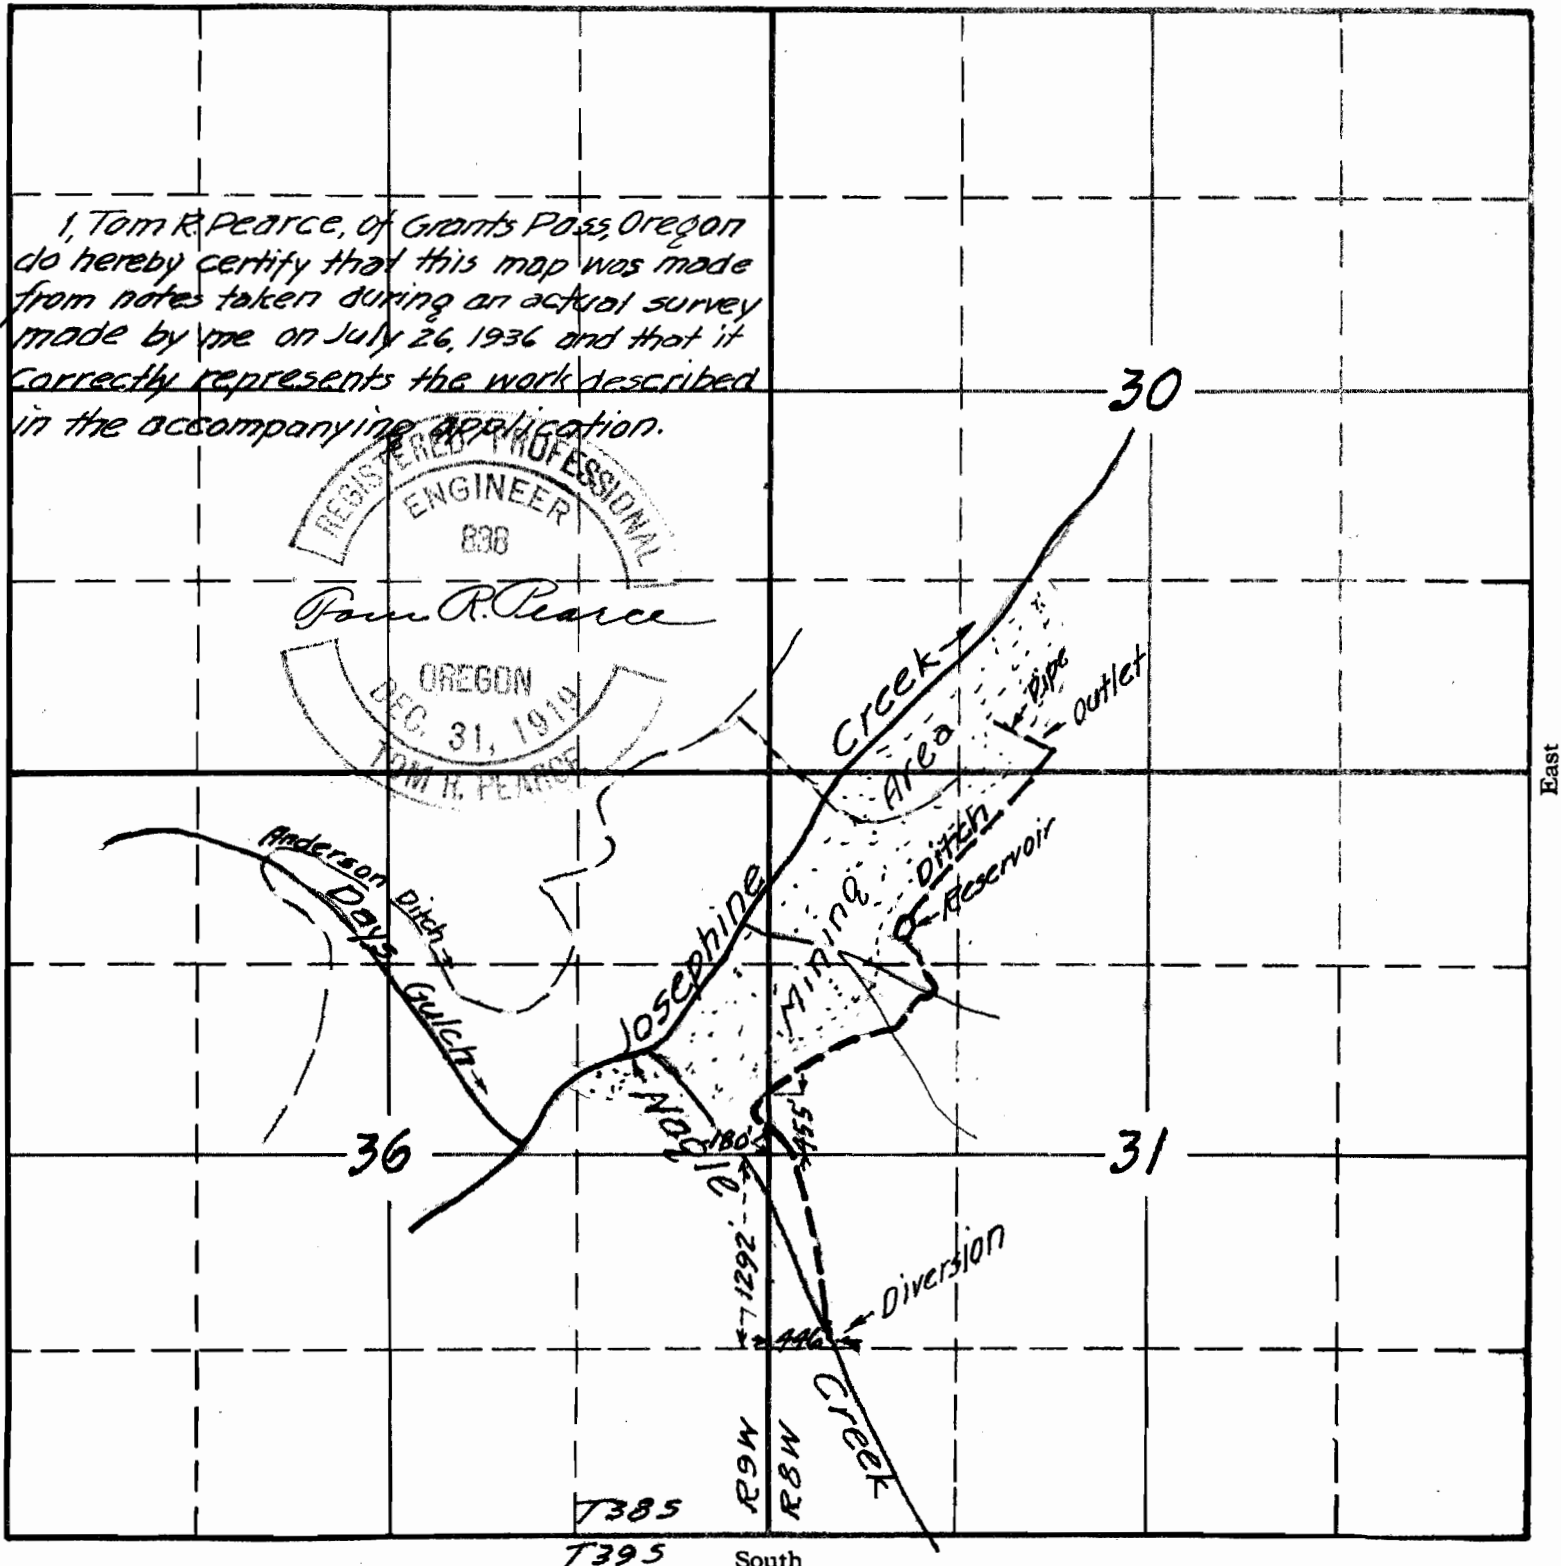 I, Tom R. Pearce, of Grants Pass, Oregon
do hereby certify that this map was made
from notes taken during an actual survey
made by me on July 26, 1936 and that it
correctly represents the work described
in the accompanying application.
REGISTERED PROFESSIONAL
ENGINEER
838
Tom R. Pearce
OREGON
DEC. 31, 1919
TOM R. PEARCE
30
Creek
Area
Pipe
Outlet
East
Anderson Ditch
Days Gulch
Josephine
Mining
Ditch
Reservoir
36
Nagle
180'
31
1292'
446'
Diversion
Creek
R9W
R8W
T38S
T39S
South